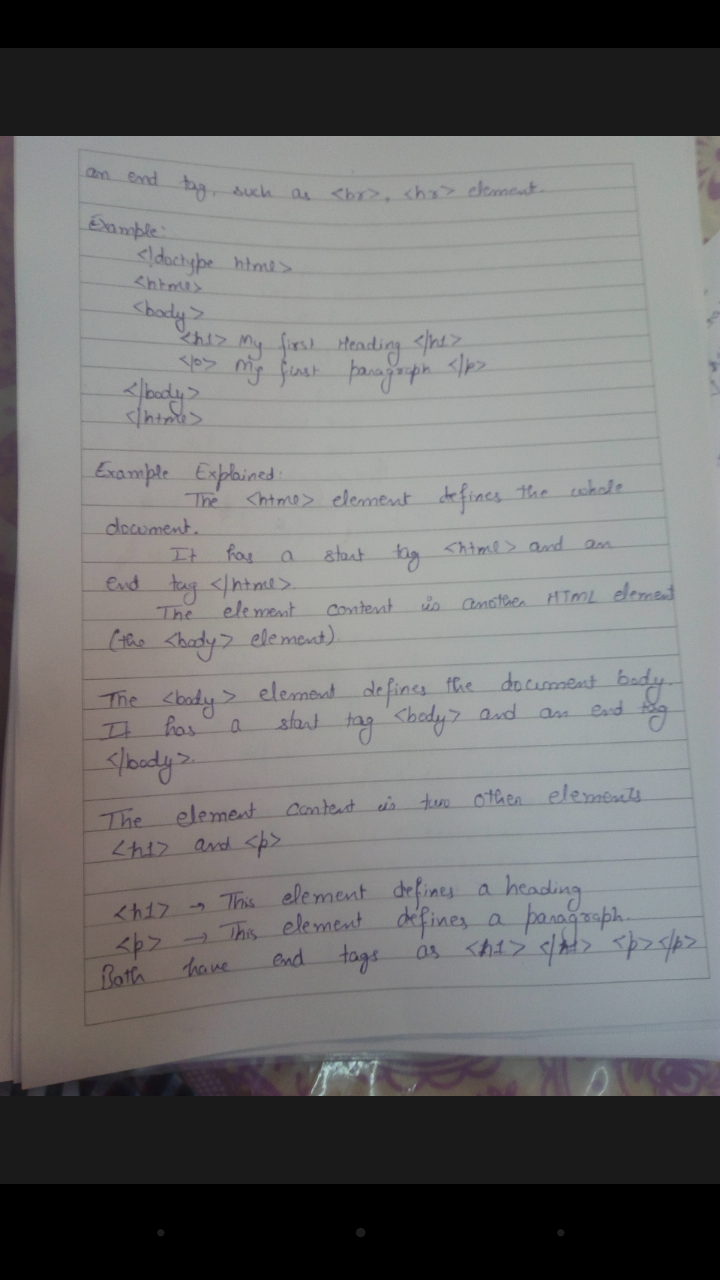 an end tag, such as <br>, <hr> element.
Example:
<!doctype html>
<html>
<body>
<h1> My first Heading </h1>
<p> My first paragraph </p>
</body>
</html>
Example Explained:
The <html> element defines the whole
document.
It has a start tag <html> and an
end tag </html>.
The element content is another HTML element
(the <body> element).
The <body> element defines the document body.
It has a start tag <body> and an end tag
</body>.
The element content is two other elements
<h1> and <p>
<h1> → This element defines a heading
<p> → This element defines a paragraph.
Both have end tags as <h1> </h1> <p></p>